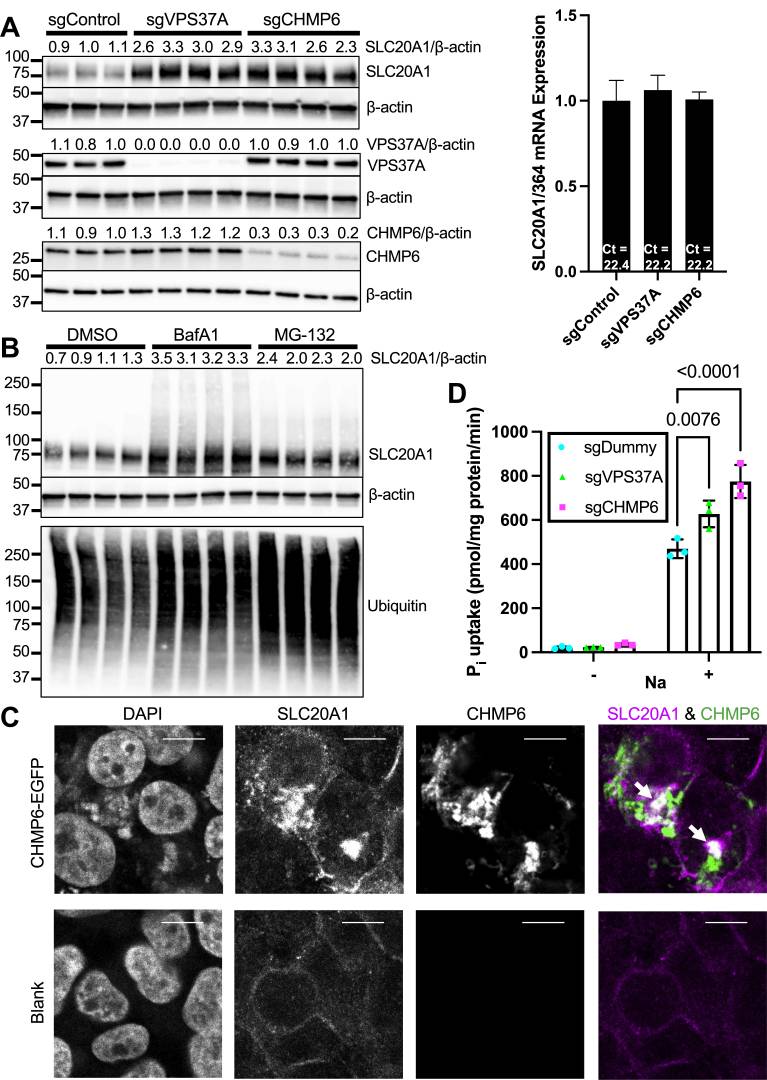 A
sgControl sgVPS37A sgCHMP6
0.9 1.0 1.1 2.6 3.3 3.0 2.9 3.3 3.1 2.6 2.3 SLC20A1/β-actin
100
75
SLC20A1
50
37
β-actin
1.1 0.8 1.0 0.0 0.0 0.0 0.0 1.0 0.9 1.0 1.0 VPS37A/β-actin
50
VPS37A
50
37
β-actin
1.1 0.9 1.0 1.3 1.3 1.2 1.2 0.3 0.3 0.3 0.2 CHMP6/β-actin
25
CHMP6
50
37
β-actin
SLC20A1/364 mRNA Expression
1.5
1.0
0.5
0.0
Ct = 22.4
Ct = 22.2
Ct = 22.2
sgControl
sgVPS37A
sgCHMP6
B
DMSO BafA1 MG-132
0.7 0.9 1.1 1.3 3.5 3.1 3.2 3.3 2.4 2.0 2.3 2.0 SLC20A1/β-actin
250
150
100
75
SLC20A1
50
37
β-actin
250
150
100
75
50
37
Ubiquitin
D
<0.0001
0.0076
Pi uptake (pmol/mg protein/min)
1000
800
600
400
200
0
sgDummy
sgVPS37A
sgCHMP6
- Na +
C
DAPI SLC20A1 CHMP6 SLC20A1 & CHMP6
CHMP6-EGFP
Blank